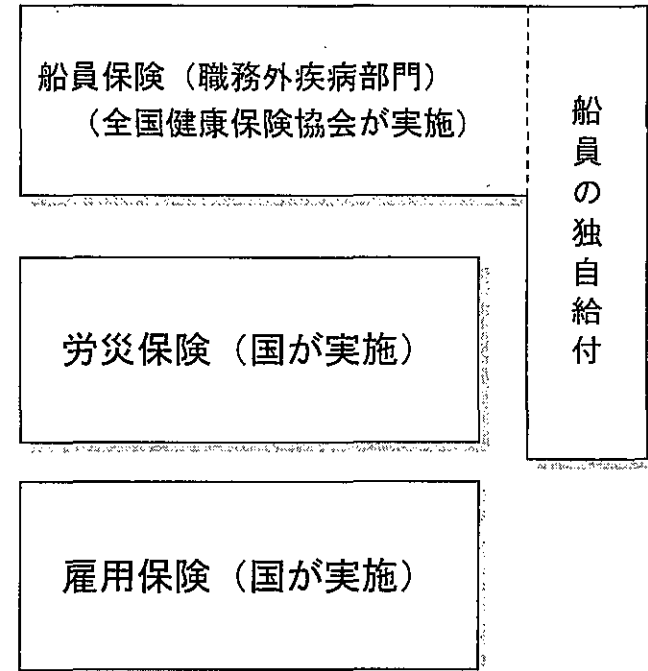 船員保険（職務外疾病部門）
（全国健康保険協会が実施）
船員の独自給付
労災保険（国が実施）
雇用保険（国が実施）